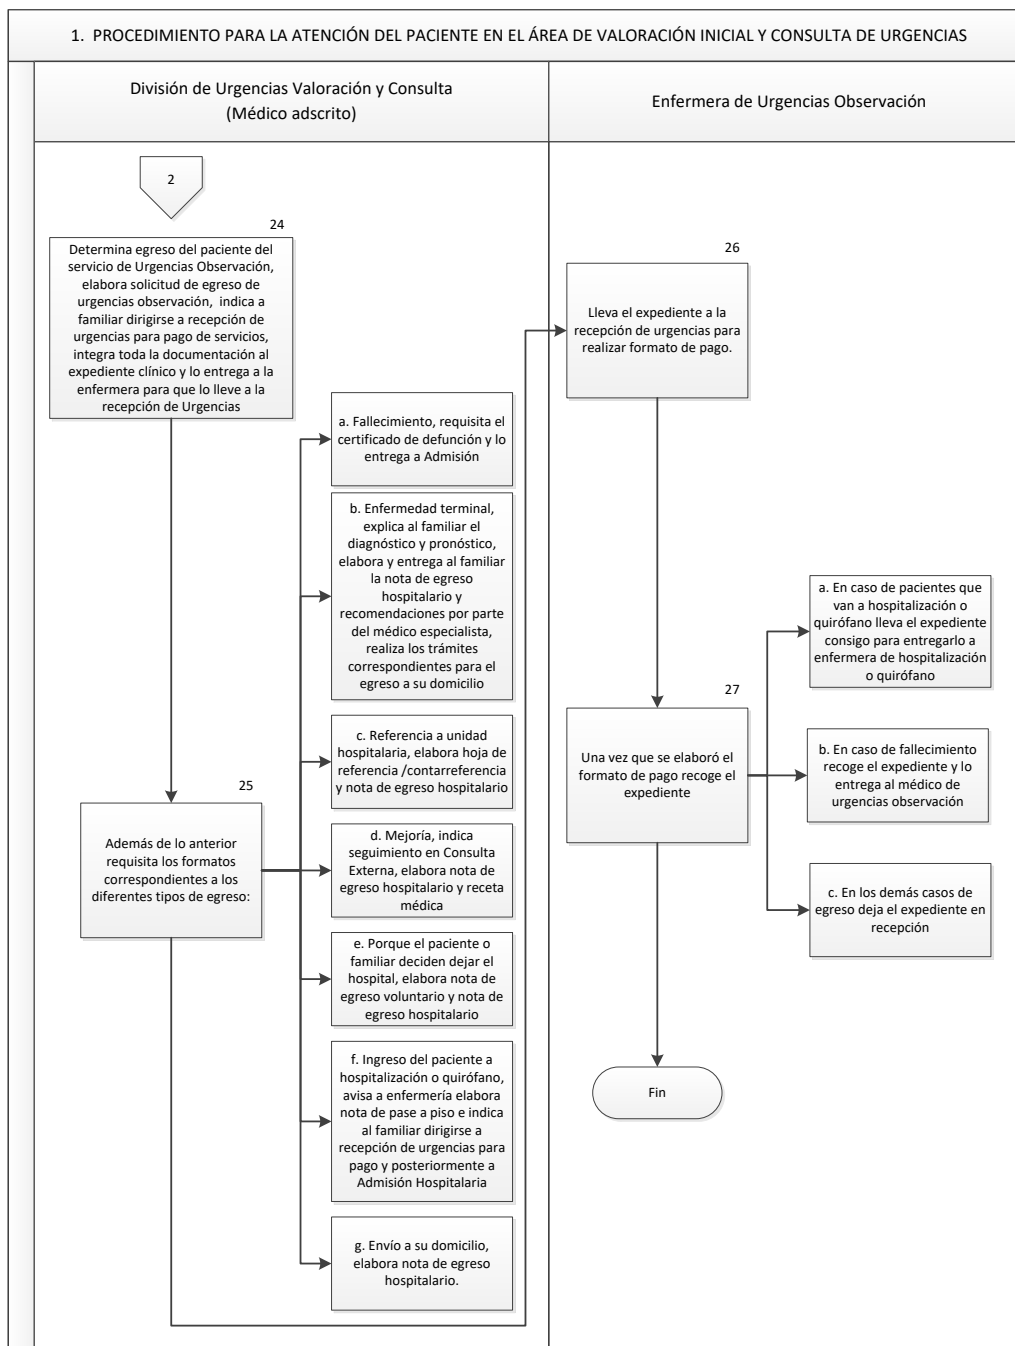 1. PROCEDIMIENTO PARA LA ATENCIÓN DEL PACIENTE EN EL ÁREA DE VALORACIÓN INICIAL Y CONSULTA DE URGENCIAS
División de Urgencias Valoración y Consulta
(Médico adscrito)
Enfermera de Urgencias Observación
2
24
Determina egreso del paciente del
servicio de Urgencias Observación,
elabora solicitud de egreso de
urgencias observación, indica a
familiar dirigirse a recepción de
urgencias para pago de servicios,
integra toda la documentación al
expediente clínico y lo entrega a la
enfermera para que lo lleve a la
recepción de Urgencias
25
Además de lo anterior
requisita los formatos
correspondientes a los
diferentes tipos de egreso:
a. Fallecimiento, requisita el
certificado de defunción y lo
entrega a Admisión
b. Enfermedad terminal,
explica al familiar el
diagnóstico y pronóstico,
elabora y entrega al familiar
la nota de egreso
hospitalario y
recomendaciones por parte
del médico especialista,
realiza los trámites
correspondientes para el
egreso a su domicilio
c. Referencia a unidad
hospitalaria, elabora hoja de
referencia /contarreferencia
y nota de egreso hospitalario
d. Mejoría, indica
seguimiento en Consulta
Externa, elabora nota de
egreso hospitalario y receta
médica
e. Porque el paciente o
familiar deciden dejar el
hospital, elabora nota de
egreso voluntario y nota de
egreso hospitalario
f. Ingreso del paciente a
hospitalización o quirófano,
avisa a enfermería elabora
nota de pase a piso e indica
al familiar dirigirse a
recepción de urgencias para
pago y posteriormente a
Admisión Hospitalaria
g. Envío a su domicilio,
elabora nota de egreso
hospitalario.
26
Lleva el expediente a la
recepción de urgencias para
realizar formato de pago.
27
Una vez que se elaboró el
formato de pago recoge el
expediente
a. En caso de pacientes que
van a hospitalización o
quirófano lleva el expediente
consigo para entregarlo a
enfermera de hospitalización
o quirófano
b. En caso de fallecimiento
recoge el expediente y lo
entrega al médico de
urgencias observación
c. En los demás casos de
egreso deja el expediente en
recepción
Fin